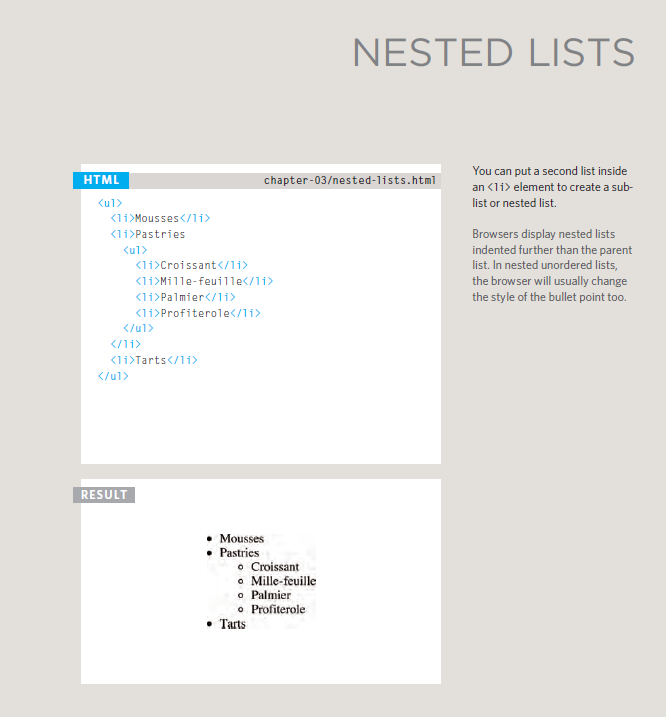 NESTED LISTS
HTML
chapter-03/nested-lists.html
<ul>
<li>Mousses</li>
<li>Pastries
<ul>
<li>Croissant</li>
<li>Mille-feuille</li>
<li>Palmier</li>
<li>Profiterole</li>
</ul>
</li>
<li>Tarts</li>
</ul>
You can put a second list inside
an <li> element to create a sub-
list or nested list.
Browsers display nested lists
indented further than the parent
list. In nested unordered lists,
the browser will usually change
the style of the bullet point too.
RESULT
• Mousses
• Pastries
◦ Croissant
◦ Mille-feuille
◦ Palmier
◦ Profiterole
• Tarts